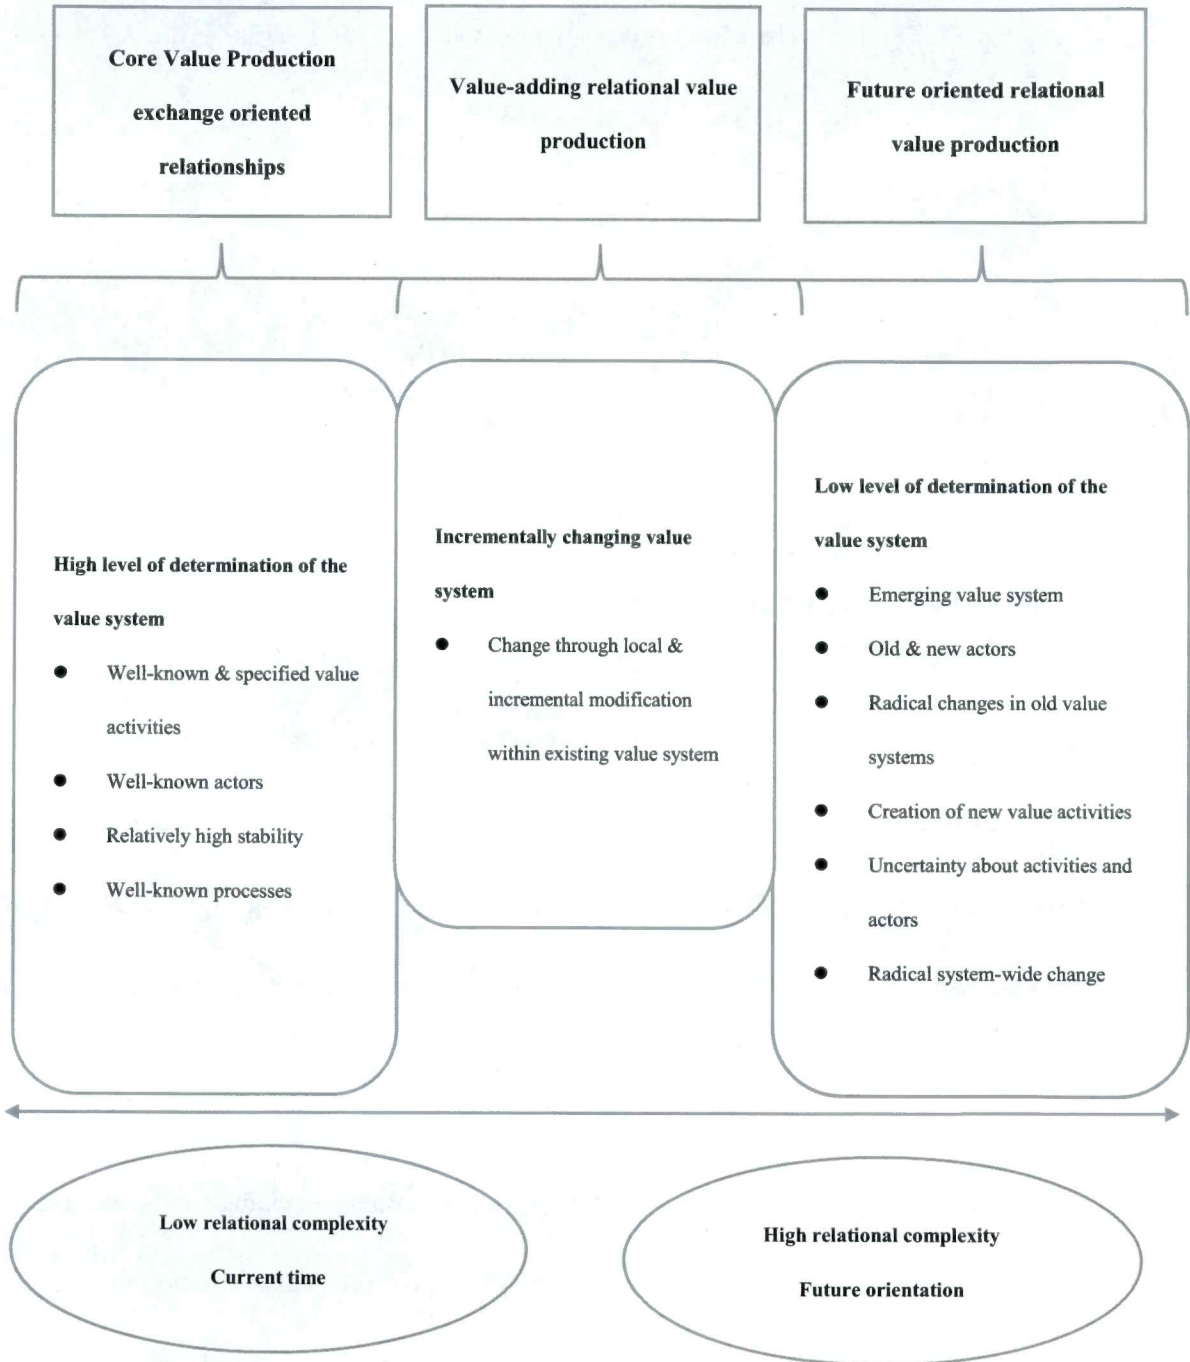 Core Value Production
exchange oriented
relationships
Value-adding relational value
production
Future oriented relational
value production
High level of determination of the
value system
● Well-known & specified value
activities
● Well-known actors
● Relatively high stability
● Well-known processes
Incrementally changing value
system
● Change through local &
incremental modification
within existing value system
Low level of determination of the
value system
● Emerging value system
● Old & new actors
● Radical changes in old value
systems
● Creation of new value activities
● Uncertainty about activities and
actors
● Radical system-wide change
Low relational complexity
Current time
High relational complexity
Future orientation